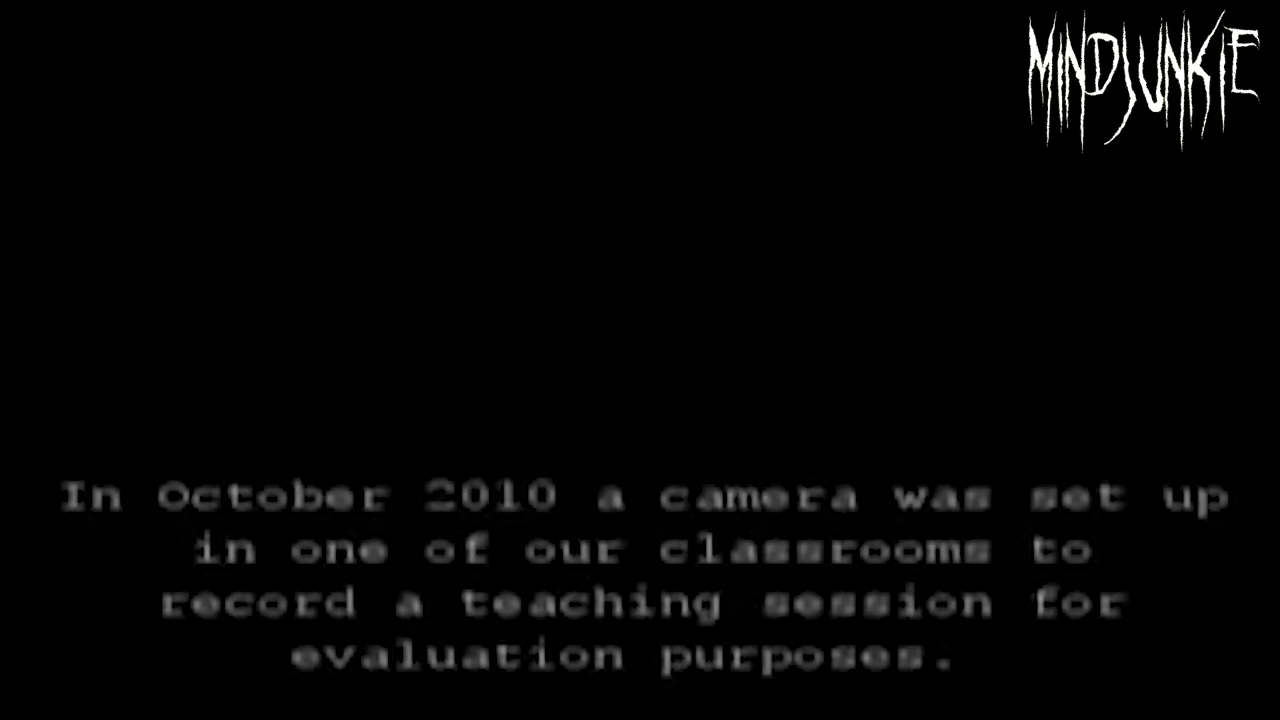 MINDJUNKIE
In October 2010 a camera was set up
in one of our classrooms to
record a teaching session for
evaluation purposes.